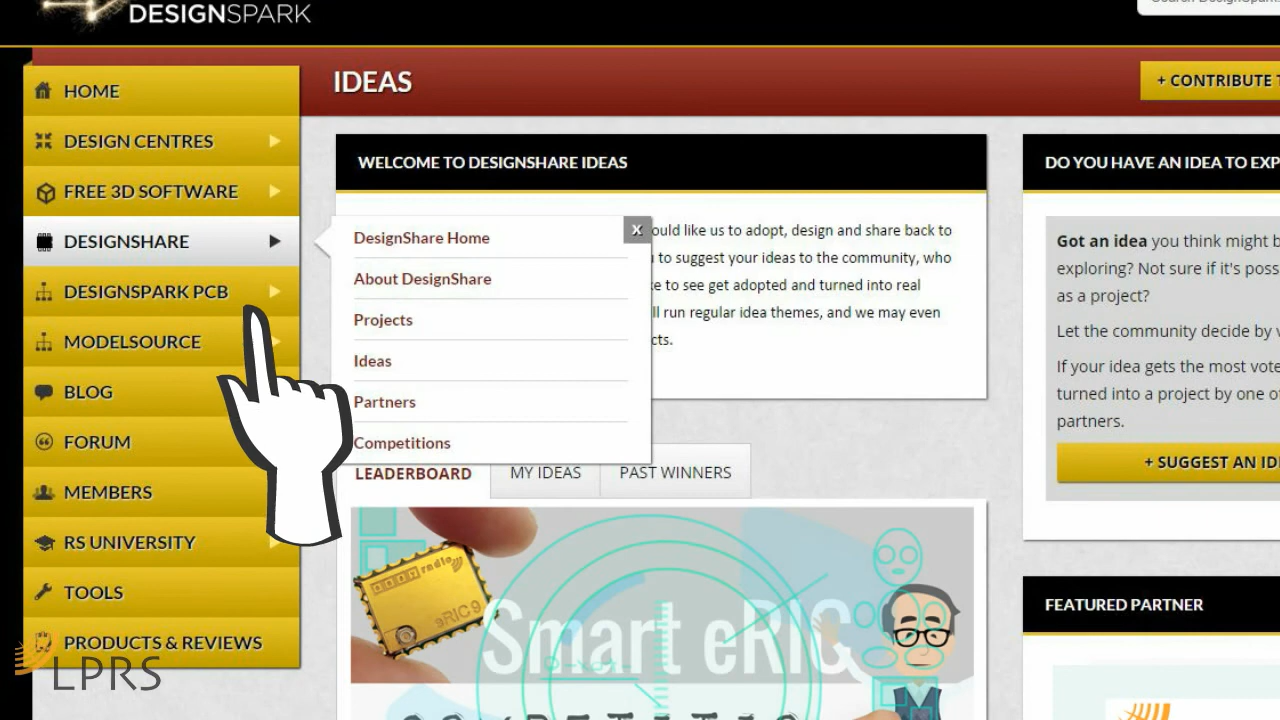 DESIGNSPARK
IDEAS
+ CONTRIBUTE
HOME
DESIGN CENTRES
FREE 3D SOFTWARE
DESIGNSHARE
DESIGNSPARK PCB
MODELSOURCE
BLOG
FORUM
MEMBERS
RS UNIVERSITY
TOOLS
PRODUCTS & REVIEWS
LPRS
WELCOME TO DESIGNSHARE IDEAS
x
DesignShare Home
About DesignShare
Projects
Ideas
Partners
Competitions
ould like us to adopt, design and share back to
to suggest your ideas to the community, who
e to see get adopted and turned into real
ll run regular idea themes, and we may even
cts.
LEADERBOARD
MY IDEAS
PAST WINNERS
easy radio
eRIC9
Smart eRIC
DO YOU HAVE AN IDEA TO EXP
Got an idea you think might b
exploring? Not sure if it's poss
as a project?
Let the community decide by v
If your idea gets the most vote
turned into a project by one of
partners.
+ SUGGEST AN IDE
FEATURED PARTNER